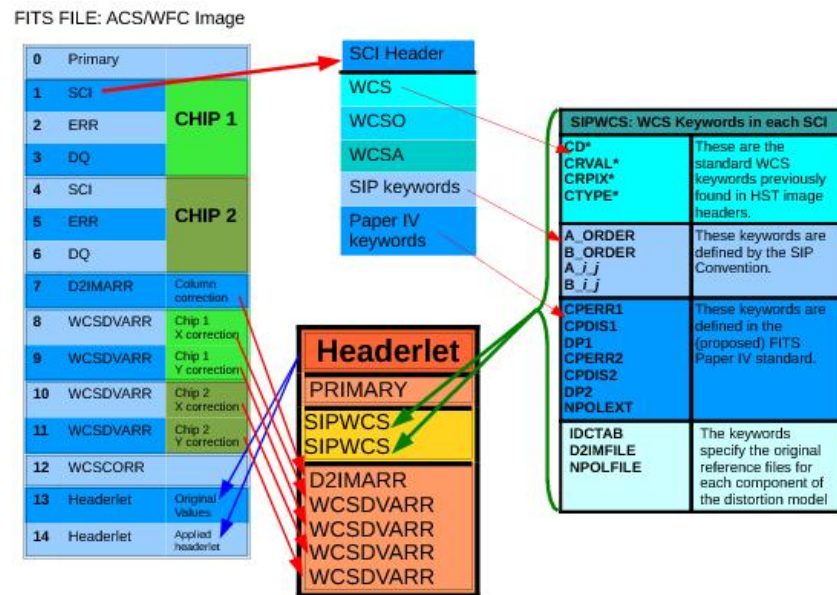 FITS FILE: ACS/WFC Image
0 Primary
1 SCI
2 ERR
3 DQ
CHIP 1
4 SCI
5 ERR
6 DQ
CHIP 2
7 D2IMARR Column
correction
8 WCSDVARR Chip 1
X correction
9 WCSDVARR Chip 1
Y correction
10 WCSDVARR Chip 2
X correction
11 WCSDVARR Chip 2
Y correction
12 WCSCORR
13 Headerlet Original
Values
14 Headerlet Applied
headerlet
SCI Header
WCS
WCSO
WCSA
SIP keywords
Paper IV
keywords
Headerlet
PRIMARY
SIPWCS
SIPWCS
D2IMARR
WCSDVARR
WCSDVARR
WCSDVARR
WCSDVARR
SIPWCS: WCS Keywords in each SCI
CD*
CRVAL*
CRPIX*
CTYPE*
These are the
standard WCS
keywords previously
found in HST image
headers.
A_ORDER
B_ORDER
A_i_j
B_i_j
These keywords are
defined by the SIP
Convention.
CPERR1
CPDIS1
DP1
CPERR2
CPDIS2
DP2
NPOLEXT
These keywords are
defined in the
(proposed) FITS
Paper IV standard.
IDCTAB
D2IMFILE
NPOLFILE
The keywords
specify the original
reference files for
each component of
the distortion model